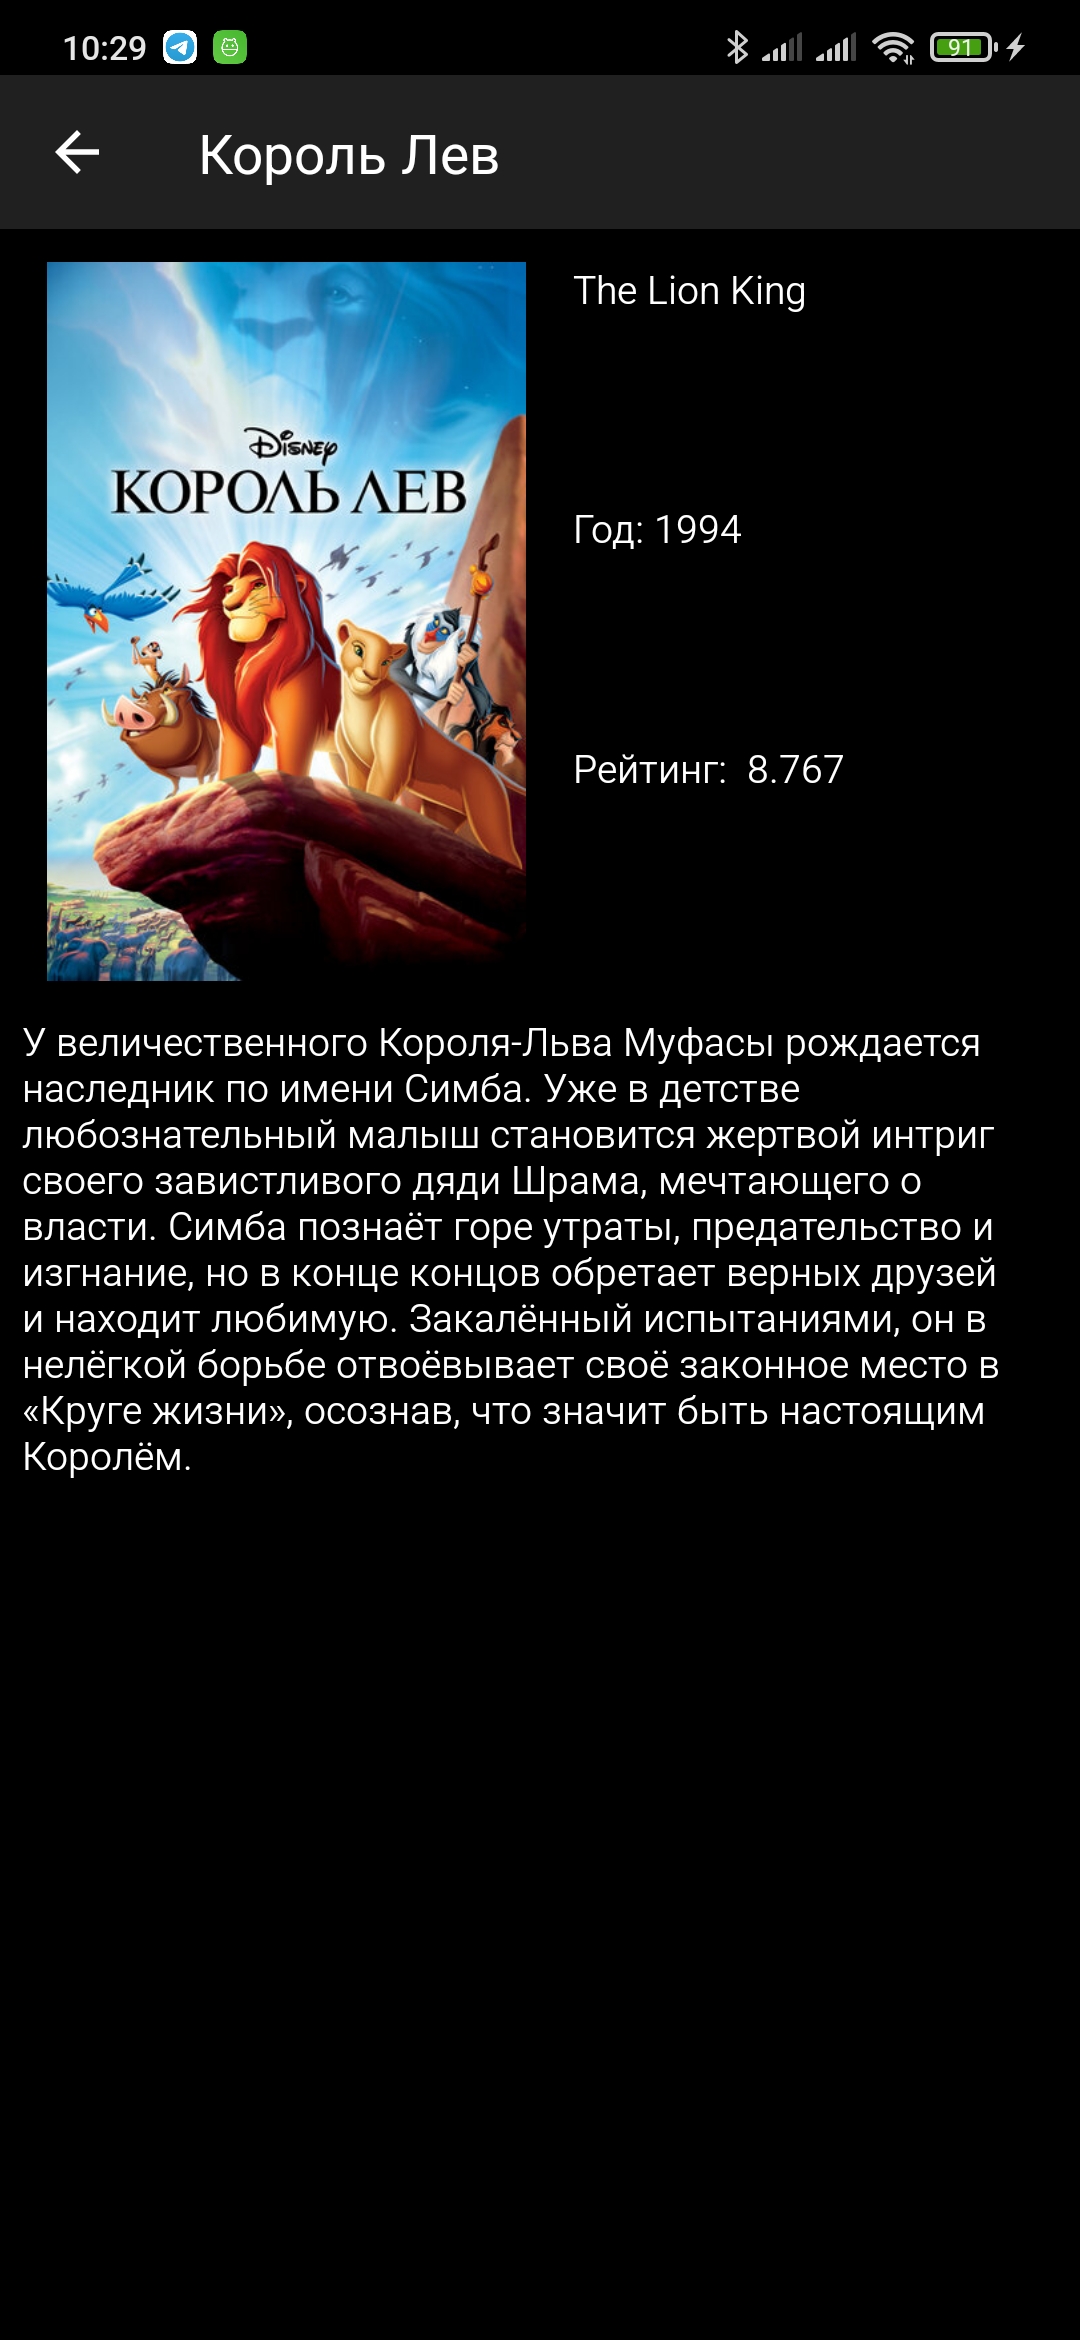 10:29
91
Король Лев
Disney
КОРОЛЬ ЛЕВ
The Lion King
Год: 1994
Рейтинг: 8.767
У величественного Короля-Льва Муфасы рождается
наследник по имени Симба. Уже в детстве
любознательный малыш становится жертвой интриг
своего завистливого дяди Шрама, мечтающего о
власти. Симба познаёт горе утраты, предательство и
изгнание, но в конце концов обретает верных друзей
и находит любимую. Закалённый испытаниями, он в
нелёгкой борьбе отвоёвывает своё законное место в
«Круге жизни», осознав, что значит быть настоящим
Королём.